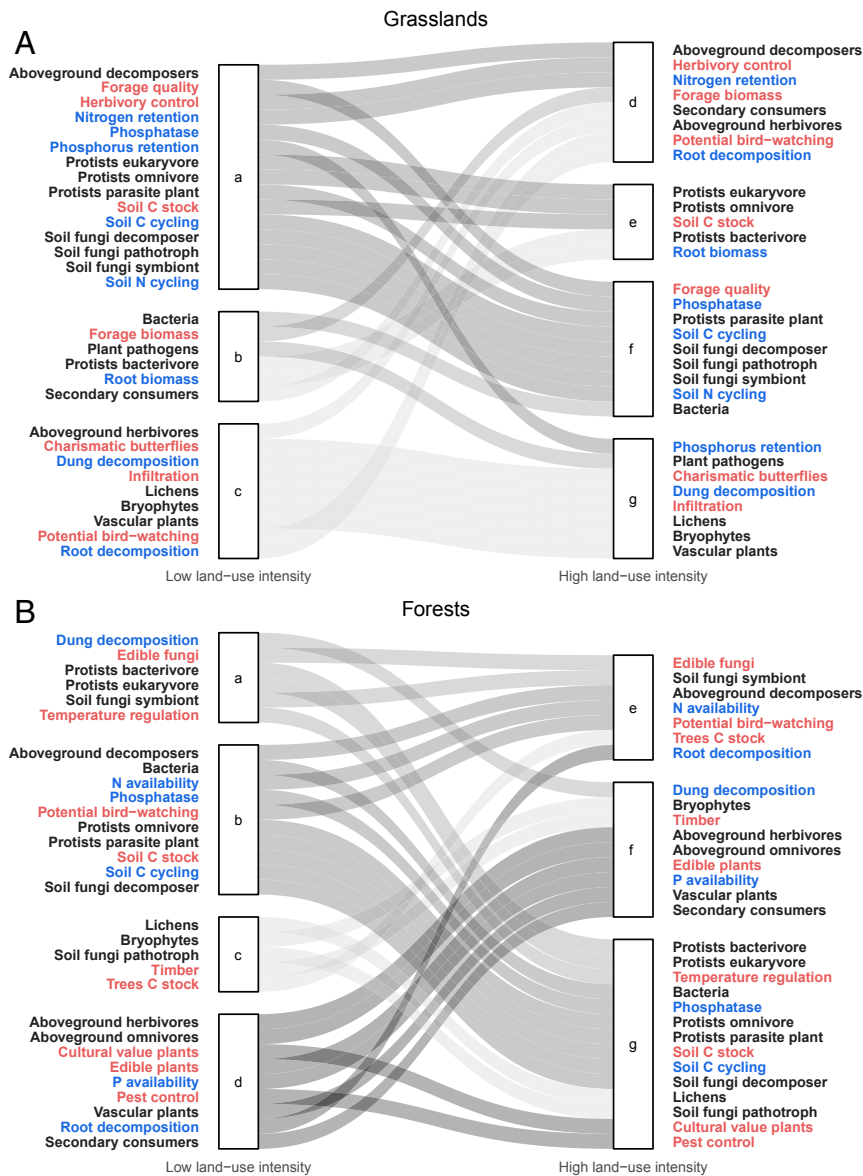 Grasslands
A
Aboveground decomposers
Forage quality
Herbivory control
Nitrogen retention
Phosphatase
Phosphorus retention
Protists eukaryvore
Protists omnivore
Protists parasite plant
Soil C stock
Soil C cycling
Soil fungi decomposer
Soil fungi pathotroph
Soil fungi symbiont
Soil N cycling
a
Bacteria
Forage biomass
Plant pathogens
Protists bacterivore
Root biomass
Secondary consumers
b
Aboveground herbivores
Charismatic butterflies
Dung decomposition
Infiltration
Lichens
Bryophytes
Vascular plants
Potential bird−watching
Root decomposition
c
Low land−use intensity
d
Aboveground decomposers
Herbivory control
Nitrogen retention
Forage biomass
Secondary consumers
Aboveground herbivores
Potential bird−watching
Root decomposition
e
Protists eukaryvore
Protists omnivore
Soil C stock
Protists bacterivore
Root biomass
f
Forage quality
Phosphatase
Protists parasite plant
Soil C cycling
Soil fungi decomposer
Soil fungi pathotroph
Soil fungi symbiont
Soil N cycling
Bacteria
g
Phosphorus retention
Plant pathogens
Charismatic butterflies
Dung decomposition
Infiltration
Lichens
Bryophytes
Vascular plants
High land−use intensity
Forests
B
Dung decomposition
Edible fungi
Protists bacterivore
Protists eukaryvore
Soil fungi symbiont
Temperature regulation
a
Aboveground decomposers
Bacteria
N availability
Phosphatase
Potential bird−watching
Protists omnivore
Protists parasite plant
Soil C stock
Soil C cycling
Soil fungi decomposer
b
Lichens
Bryophytes
Soil fungi pathotroph
Timber
Trees C stock
c
Aboveground herbivores
Aboveground omnivores
Cultural value plants
Edible plants
P availability
Pest control
Vascular plants
Root decomposition
Secondary consumers
d
Low land−use intensity
e
Edible fungi
Soil fungi symbiont
Aboveground decomposers
N availability
Potential bird−watching
Trees C stock
Root decomposition
f
Dung decomposition
Bryophytes
Timber
Aboveground herbivores
Aboveground omnivores
Edible plants
P availability
Vascular plants
Secondary consumers
g
Protists bacterivore
Protists eukaryvore
Temperature regulation
Bacteria
Phosphatase
Protists omnivore
Protists parasite plant
Soil C stock
Soil C cycling
Soil fungi decomposer
Lichens
Soil fungi pathotroph
Cultural value plants
Pest control
High land−use intensity